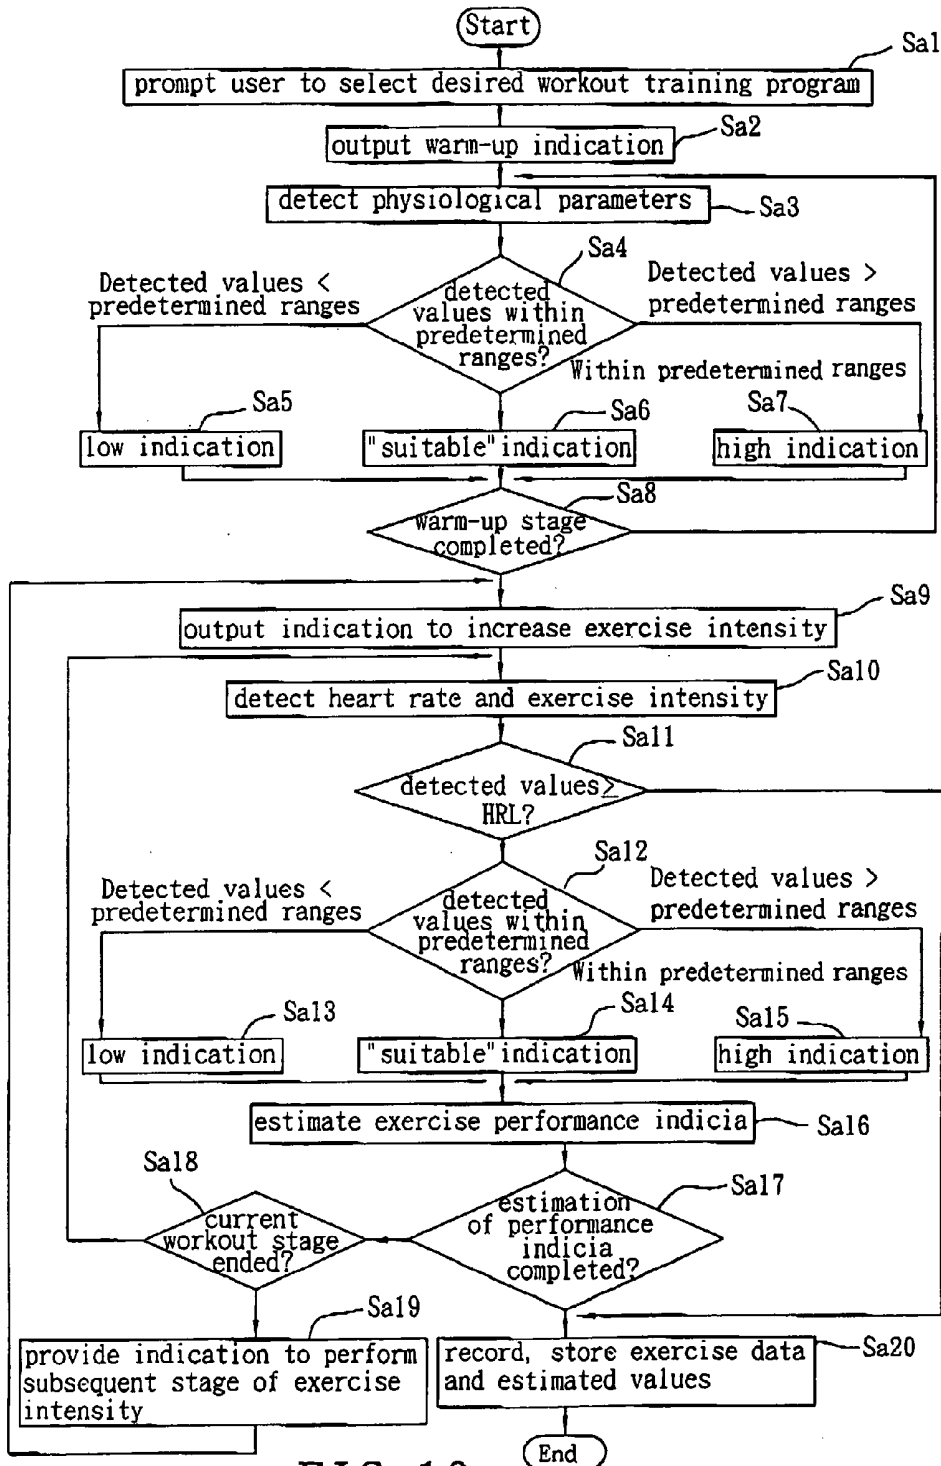 Start
Sa1
prompt user to select desired workout training program
Sa2
output warm-up indication
detect physiological parameters
Sa3
Sa4
Detected values <
predetermined ranges
detected
values within
predetermined
ranges?
Detected values >
predetermined ranges
Within predetermined ranges
Sa5
Sa6
Sa7
low indication
"suitable" indication
high indication
Sa8
warm-up stage
completed?
Sa9
output indication to increase exercise intensity
Sa10
detect heart rate and exercise intensity
Sa11
detected values≥
HRL?
Sa12
Detected values <
predetermined ranges
detected
values within
predetermined
ranges?
Detected values >
predetermined ranges
Within predetermined ranges
Sa13
Sa14
Sa15
low indication
"suitable" indication
high indication
estimate exercise performance indicia
Sa16
Sa18
Sa17
current
workout stage
ended?
estimation
of performance
indicia
completed?
Sa19
provide indication to perform
subsequent stage of exercise
intensity
record, store exercise data
and estimated values
Sa20
End